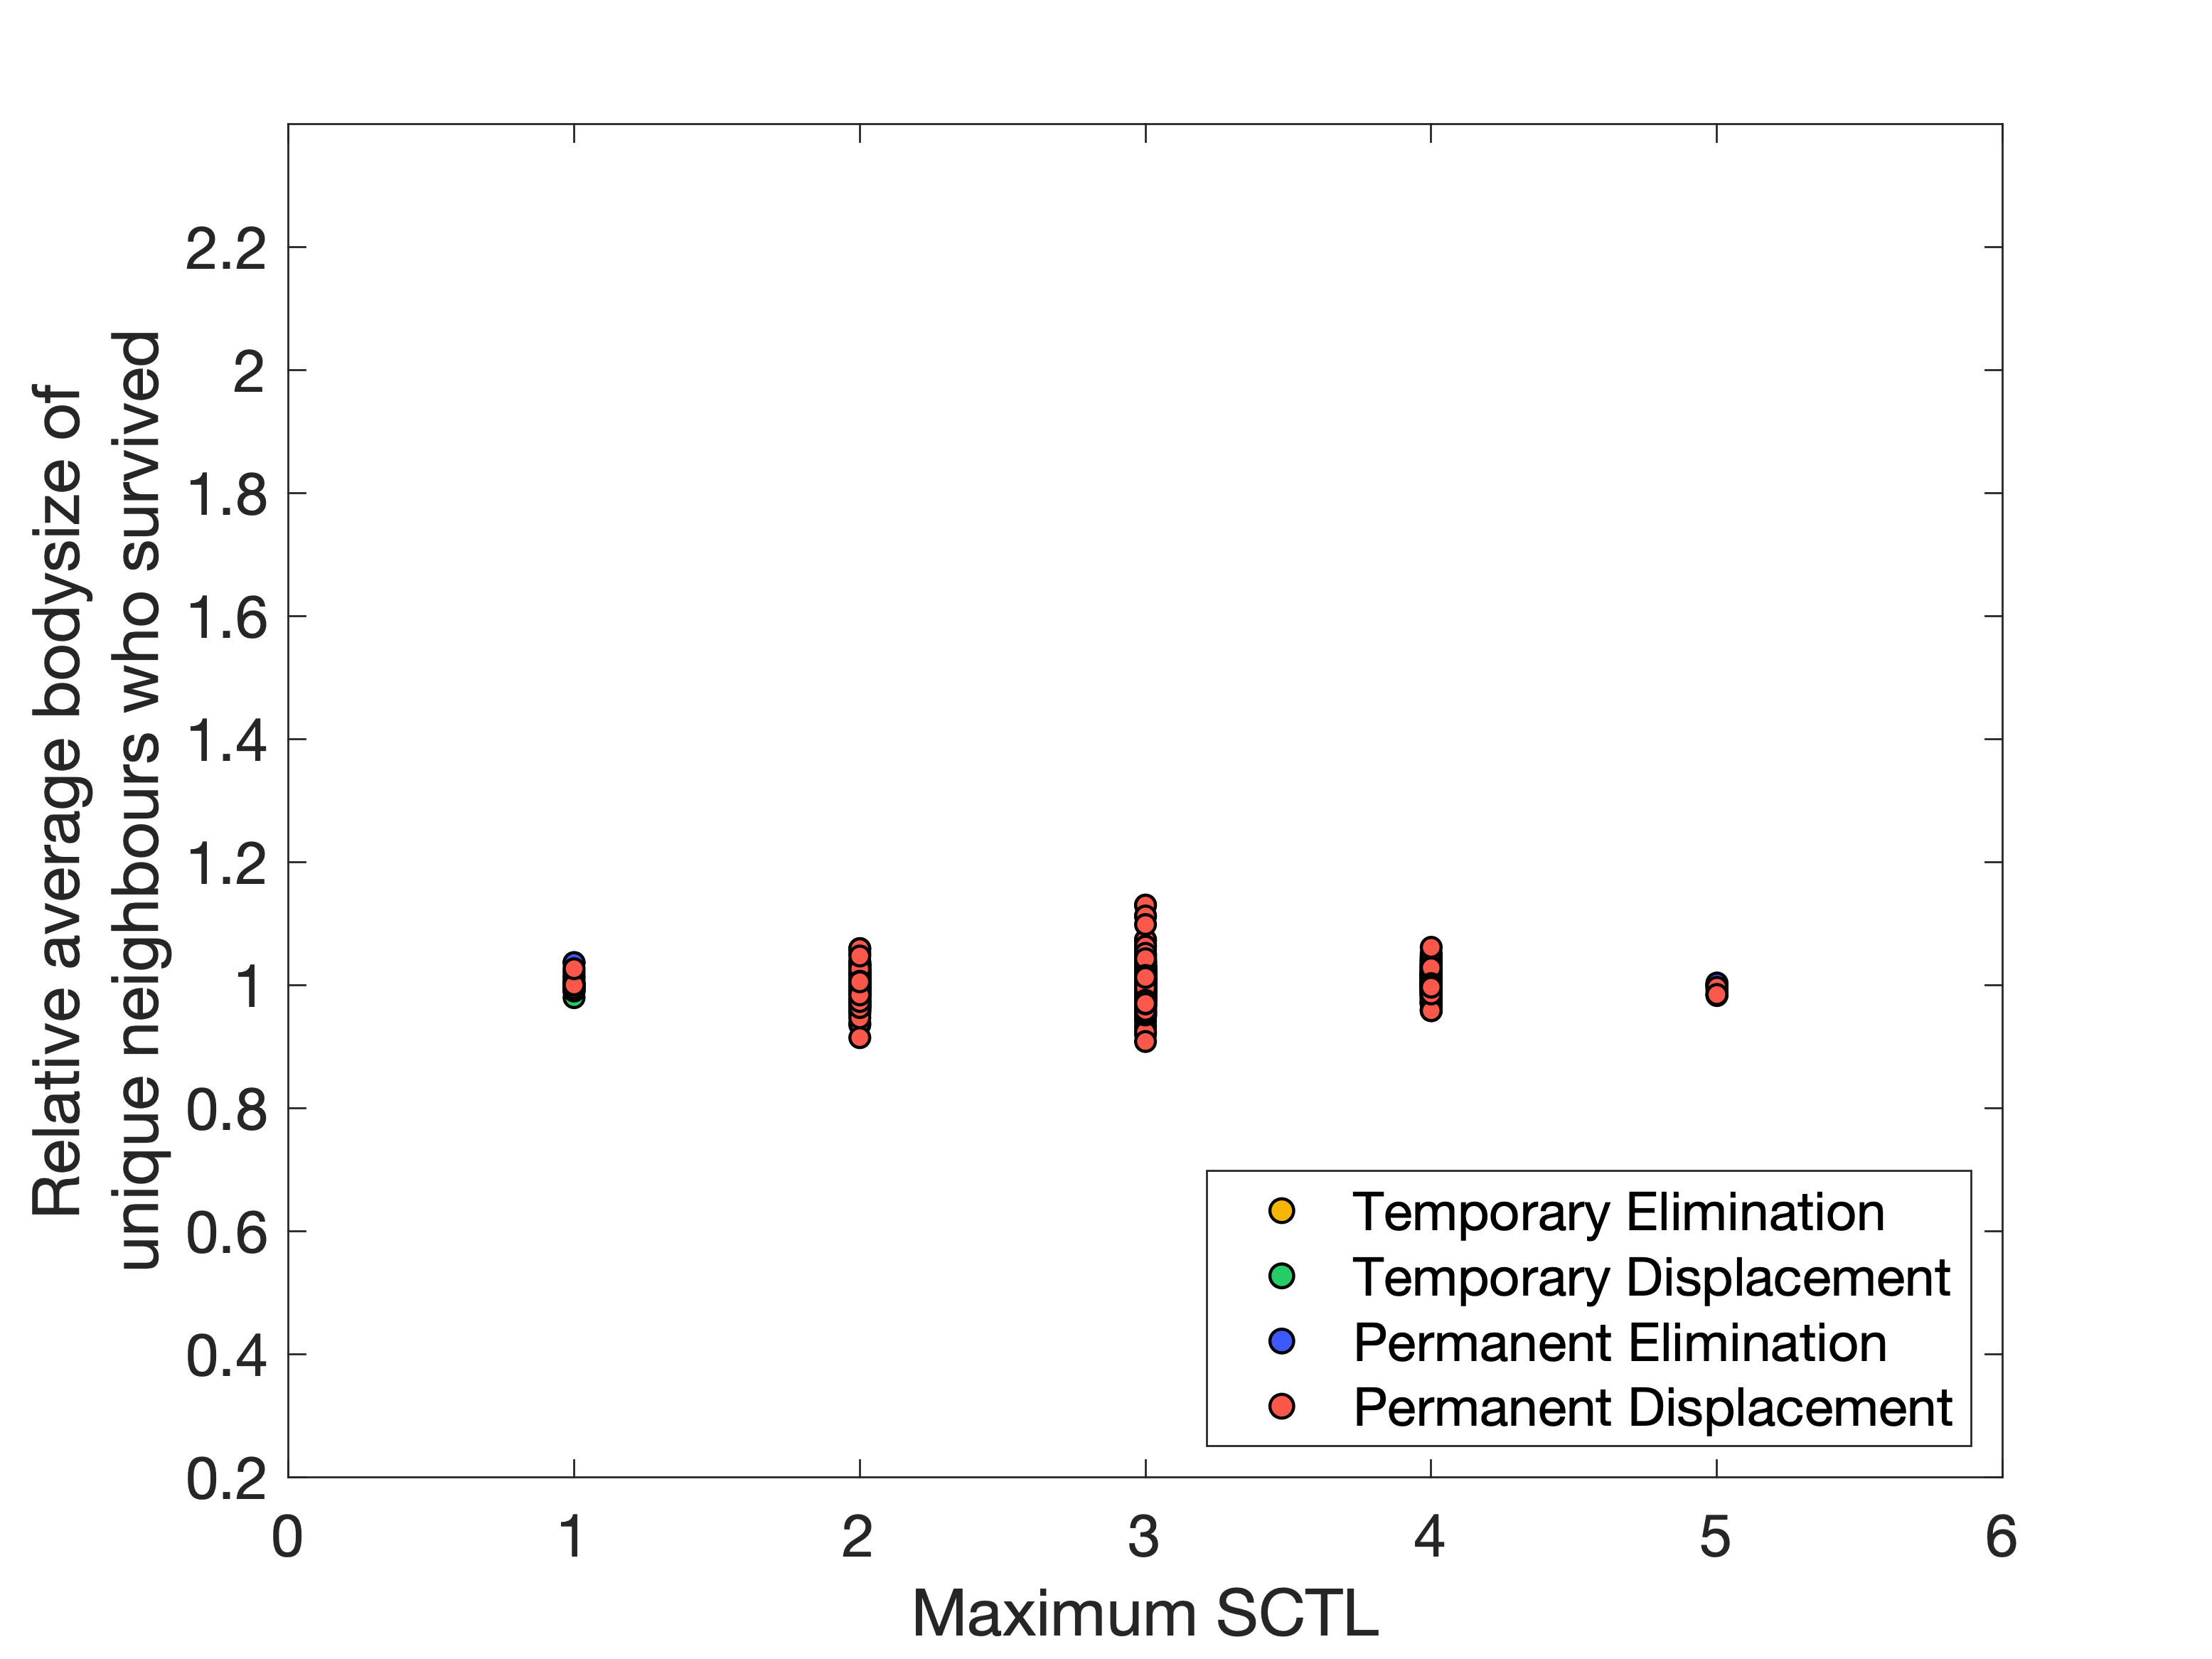 2.2
2
1.8
1.6
1.4
1.2
1
0.8
0.6
0.4
0.2
0 1 2 3 4 5 6
Relative average bodysize of
unique neighbours who survived
Maximum SCTL
Temporary Elimination
Temporary Displacement
Permanent Elimination
Permanent Displacement